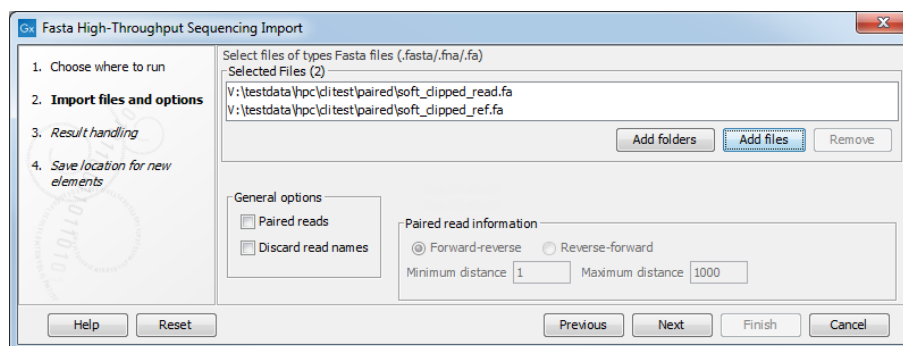 Gx Fasta High-Throughput Sequencing Import
1. Choose where to run
2. Import files and options
3. Result handling
4. Save location for new
elements
Select files of types Fasta files (.fasta/.fna/.fa)
Selected Files (2)
V:\testdata\hpc\clitest\paired\soft_clipped_read.fa
V:\testdata\hpc\clitest\paired\soft_clipped_ref.fa
Add folders Add files Remove
General options
Paired reads
Discard read names
Paired read information
Forward-reverse Reverse-forward
Minimum distance 1 Maximum distance 1000
Help Reset Previous Next Finish Cancel